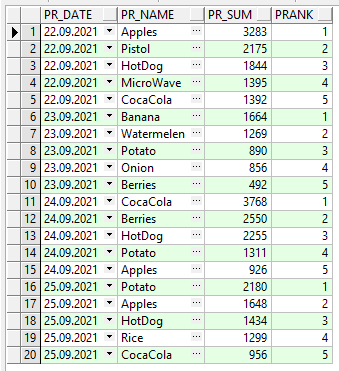 PR_DATE PR_NAME PR_SUM PRANK
1 22.09.2021 Apples 3283 1
2 22.09.2021 Pistol 2175 2
3 22.09.2021 HotDog 1844 3
4 22.09.2021 MicroWave 1395 4
5 22.09.2021 CocaCola 1392 5
6 23.09.2021 Banana 1664 1
7 23.09.2021 Watermelen 1269 2
8 23.09.2021 Potato 890 3
9 23.09.2021 Onion 856 4
10 23.09.2021 Berries 492 5
11 24.09.2021 CocaCola 3768 1
12 24.09.2021 Berries 2550 2
13 24.09.2021 HotDog 2255 3
14 24.09.2021 Potato 1311 4
15 24.09.2021 Apples 926 5
16 25.09.2021 Potato 2180 1
17 25.09.2021 Apples 1648 2
18 25.09.2021 HotDog 1434 3
19 25.09.2021 Rice 1299 4
20 25.09.2021 CocaCola 956 5